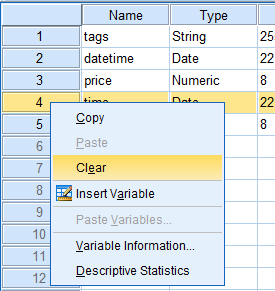 Name Type
1 tags String 25
2 datetime Date 22
3 price Numeric 8
4 time Date 22
5 8
6
7
8
9
10
11
12
Copy
Paste
Clear
Insert Variable
Paste Variables...
Variable Information...
Descriptive Statistics